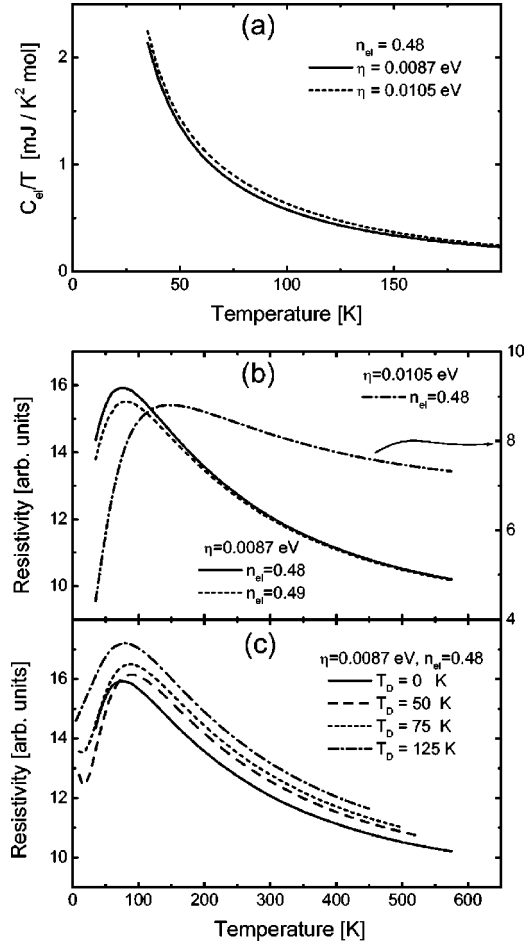 (a)
n_el = 0.48
η = 0.0087 eV
η = 0.0105 eV
C_el/T [mJ / K² mol]
2
1
0
0 50 100 150
Temperature [K]
(b)
η=0.0105 eV
n_el=0.48
Resistivity [arb. units]
16
14
12
10
10
8
6
4
η=0.0087 eV
n_el=0.48
n_el=0.49
(c)
η=0.0087 eV, n_el=0.48
T_D = 0 K
T_D = 50 K
T_D = 75 K
T_D = 125 K
Resistivity [arb. units]
16
14
12
10
0 100 200 300 400 500 600
Temperature [K]